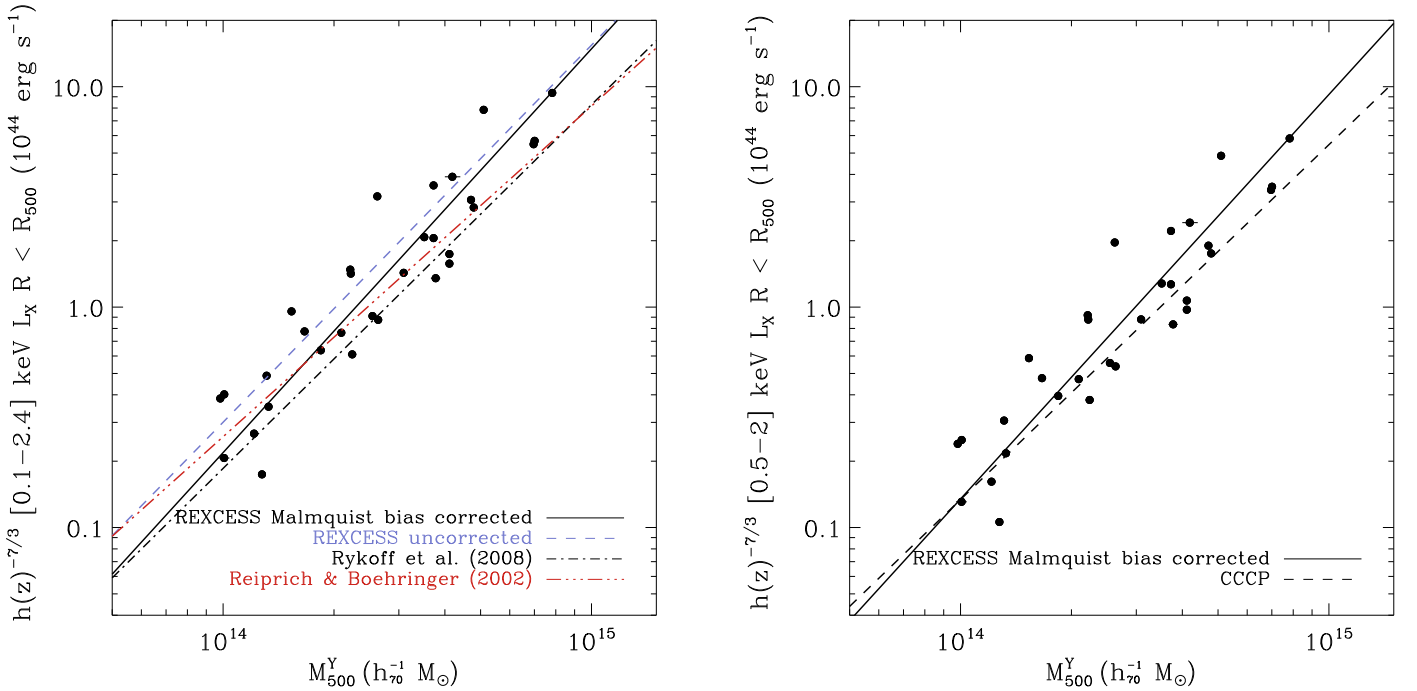 h(z)^{-7/3} [0.1−2.4] keV L_X R < R_500 (10^44 erg s^{-1})
10.0
1.0
0.1
REXCESS Malmquist bias corrected
REXCESS uncorrected
Rykoff et al. (2008)
Reiprich & Boehringer (2002)
10^14
10^15
M^Y_500 (h^{-1}_70 M_⊙)
h(z)^{-7/3} [0.5−2] keV L_X R < R_500 (10^44 erg s^{-1})
10.0
1.0
0.1
REXCESS Malmquist bias corrected
CCCP
10^14
10^15
M^Y_500 (h^{-1}_70 M_⊙)